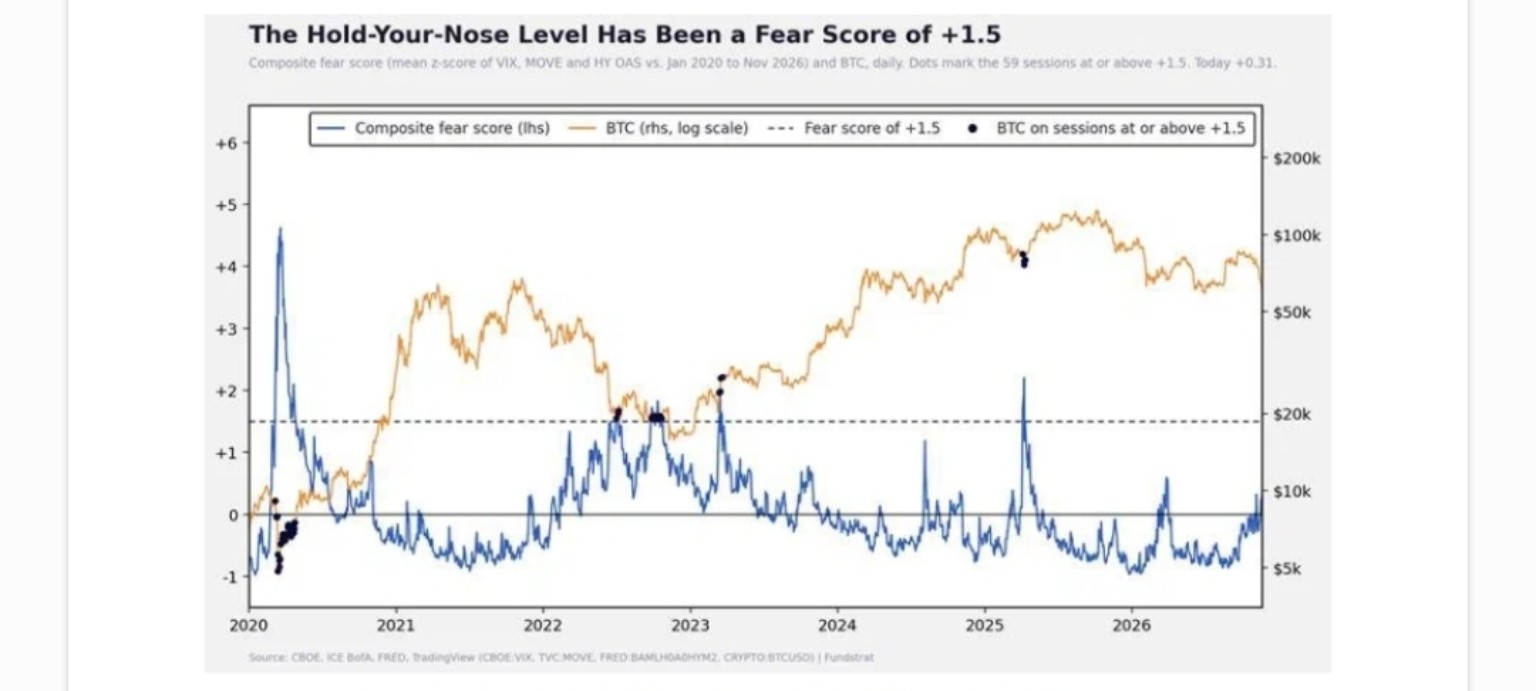 The Hold-Your-Nose Level Has Been a Fear Score of +1.5
Composite fear score (mean z-score of VIX, MOVE and HY OAS vs. Jan 2020 to Nov 2026) and BTC, daily. Dots mark the 59 sessions at or above +1.5. Today +0.31.
Composite fear score (lhs) BTC (rhs, log scale) Fear score of +1.5 BTC on sessions at or above +1.5
+6
$200k
+5
$100k
+4
+3
$50k
+2
$20k
+1
$10k
0
-1
$5k
2020 2021 2022 2023 2024 2025 2026
Source: CBOE, ICE BofA, FRED, TradingView (CBOE:VIX, TVC:MOVE, FRED:BAMLH0A0HYM2, CRYPTO:BTCUSD) | Fundstrat